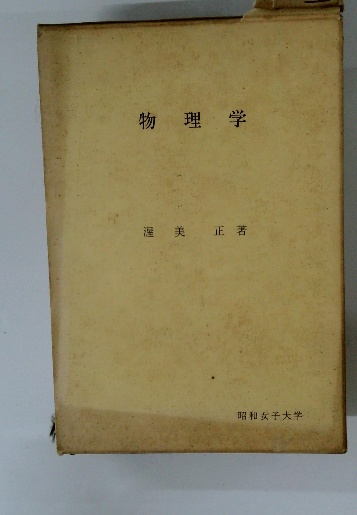 物理学
渥美 正著
昭和女子大学